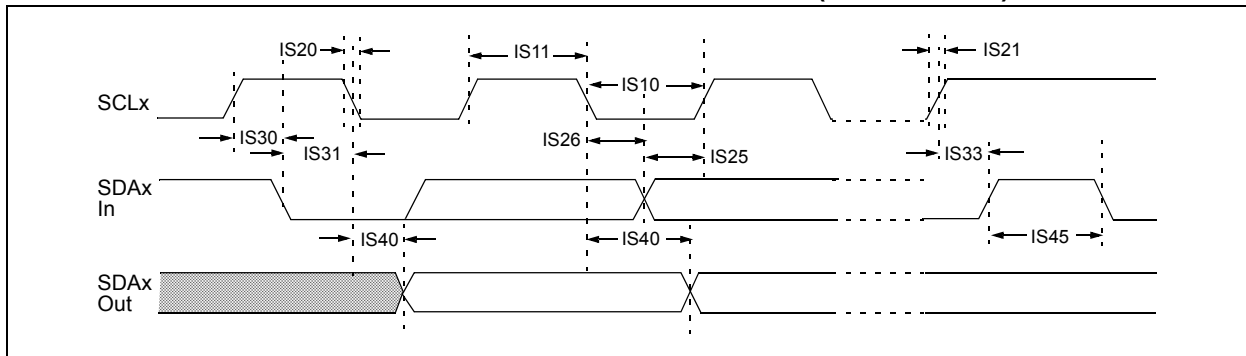 IS20
IS11
IS21
IS10
SCLx
IS30
IS26
IS31
IS25
IS33
SDAx
In
IS40
IS40
IS45
SDAx
Out